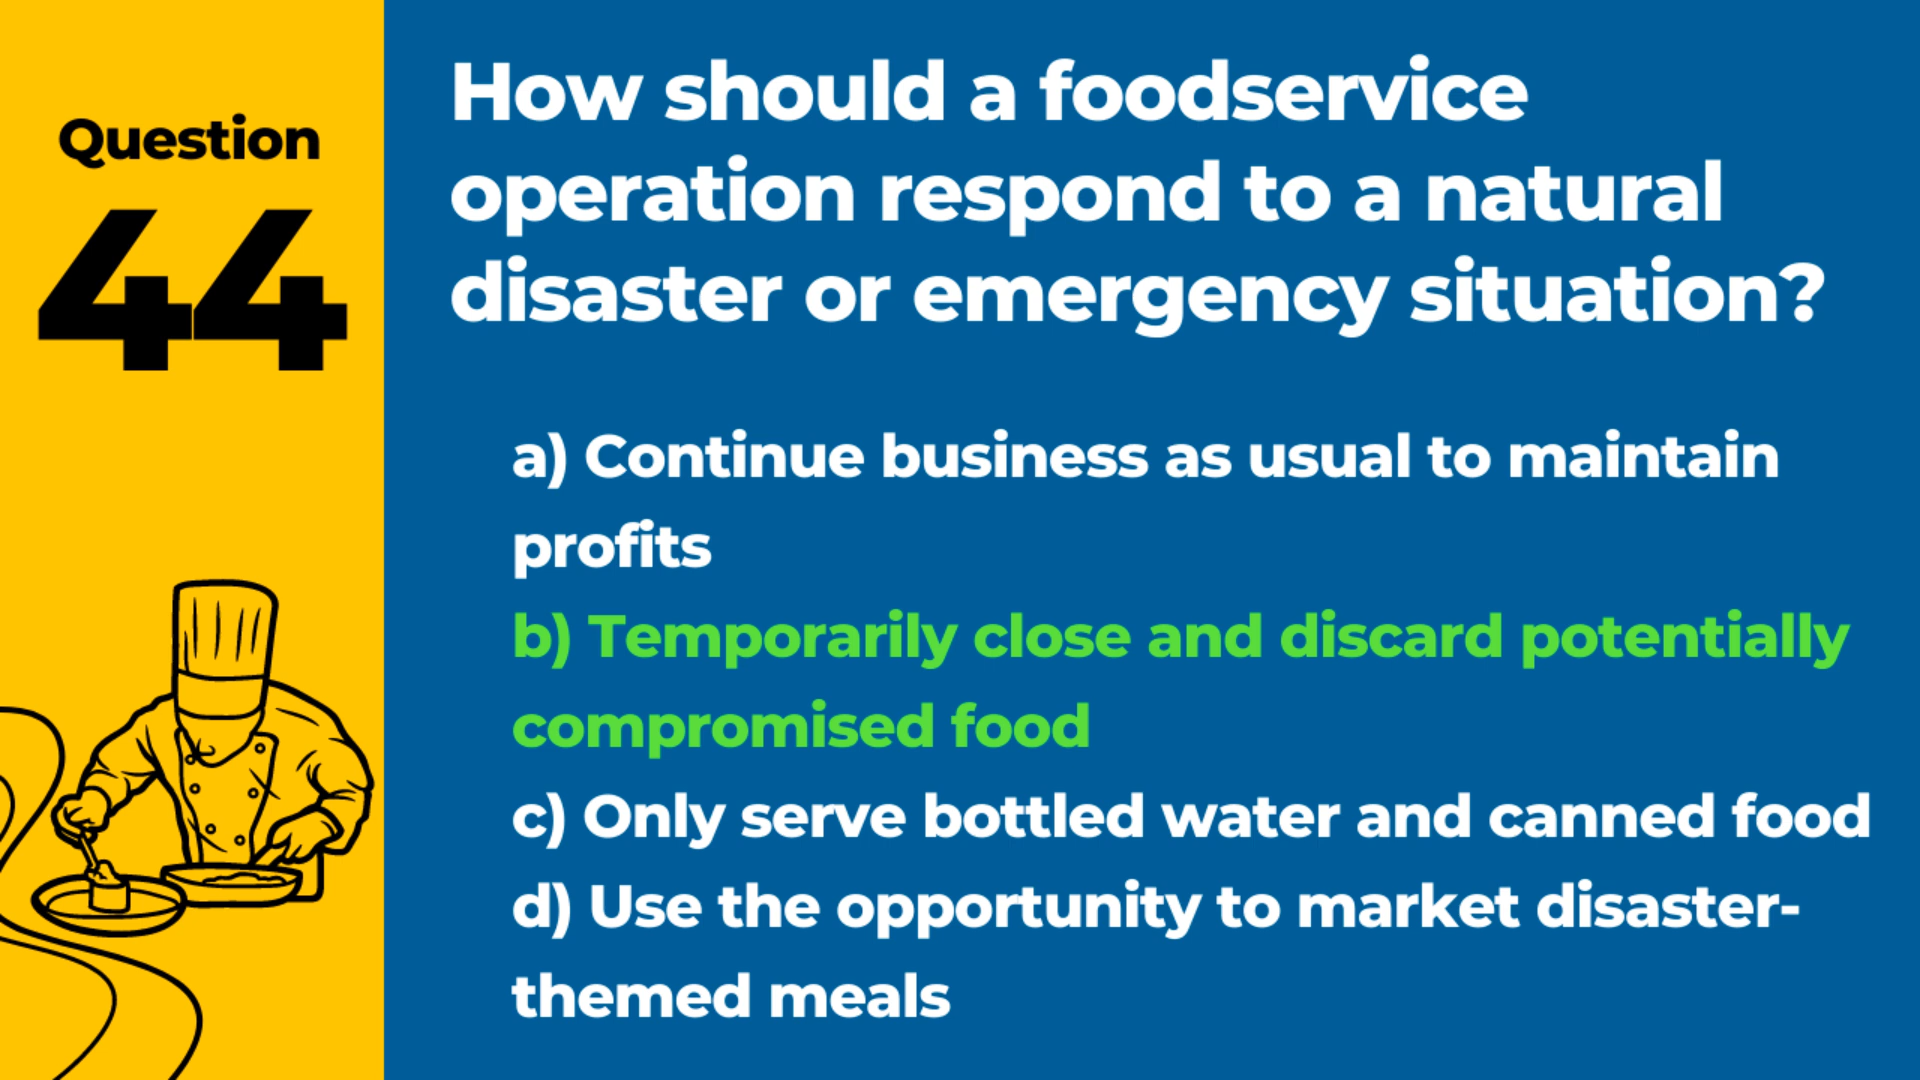 Question
44
How should a foodservice
operation respond to a natural
disaster or emergency situation?
a) Continue business as usual to maintain
profits
b) Temporarily close and discard potentially
compromised food
c) Only serve bottled water and canned food
d) Use the opportunity to market disaster-
themed meals